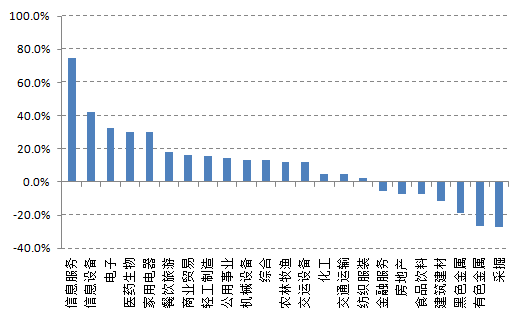 100.0%
80.0%
60.0%
40.0%
20.0%
0.0%
-20.0%
-40.0%
信息服务
信息设备
电子
医药生物
家用电器
餐饮旅游
商业贸易
轻工制造
公用事业
机械设备
综合
农林牧渔
交运设备
化工
交通运输
纺织服装
金融服务
房地产
食品饮料
建筑建材
黑色金属
有色金属
采掘